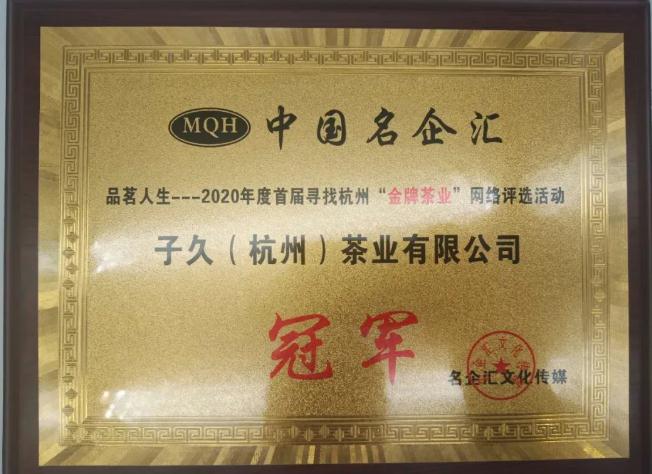 MQH 中国名企汇
品茗人生---2020年度首届寻找杭州“金牌茶业”网络评选活动
子久（杭州）茶业有限公司
冠军
名企汇文化传媒